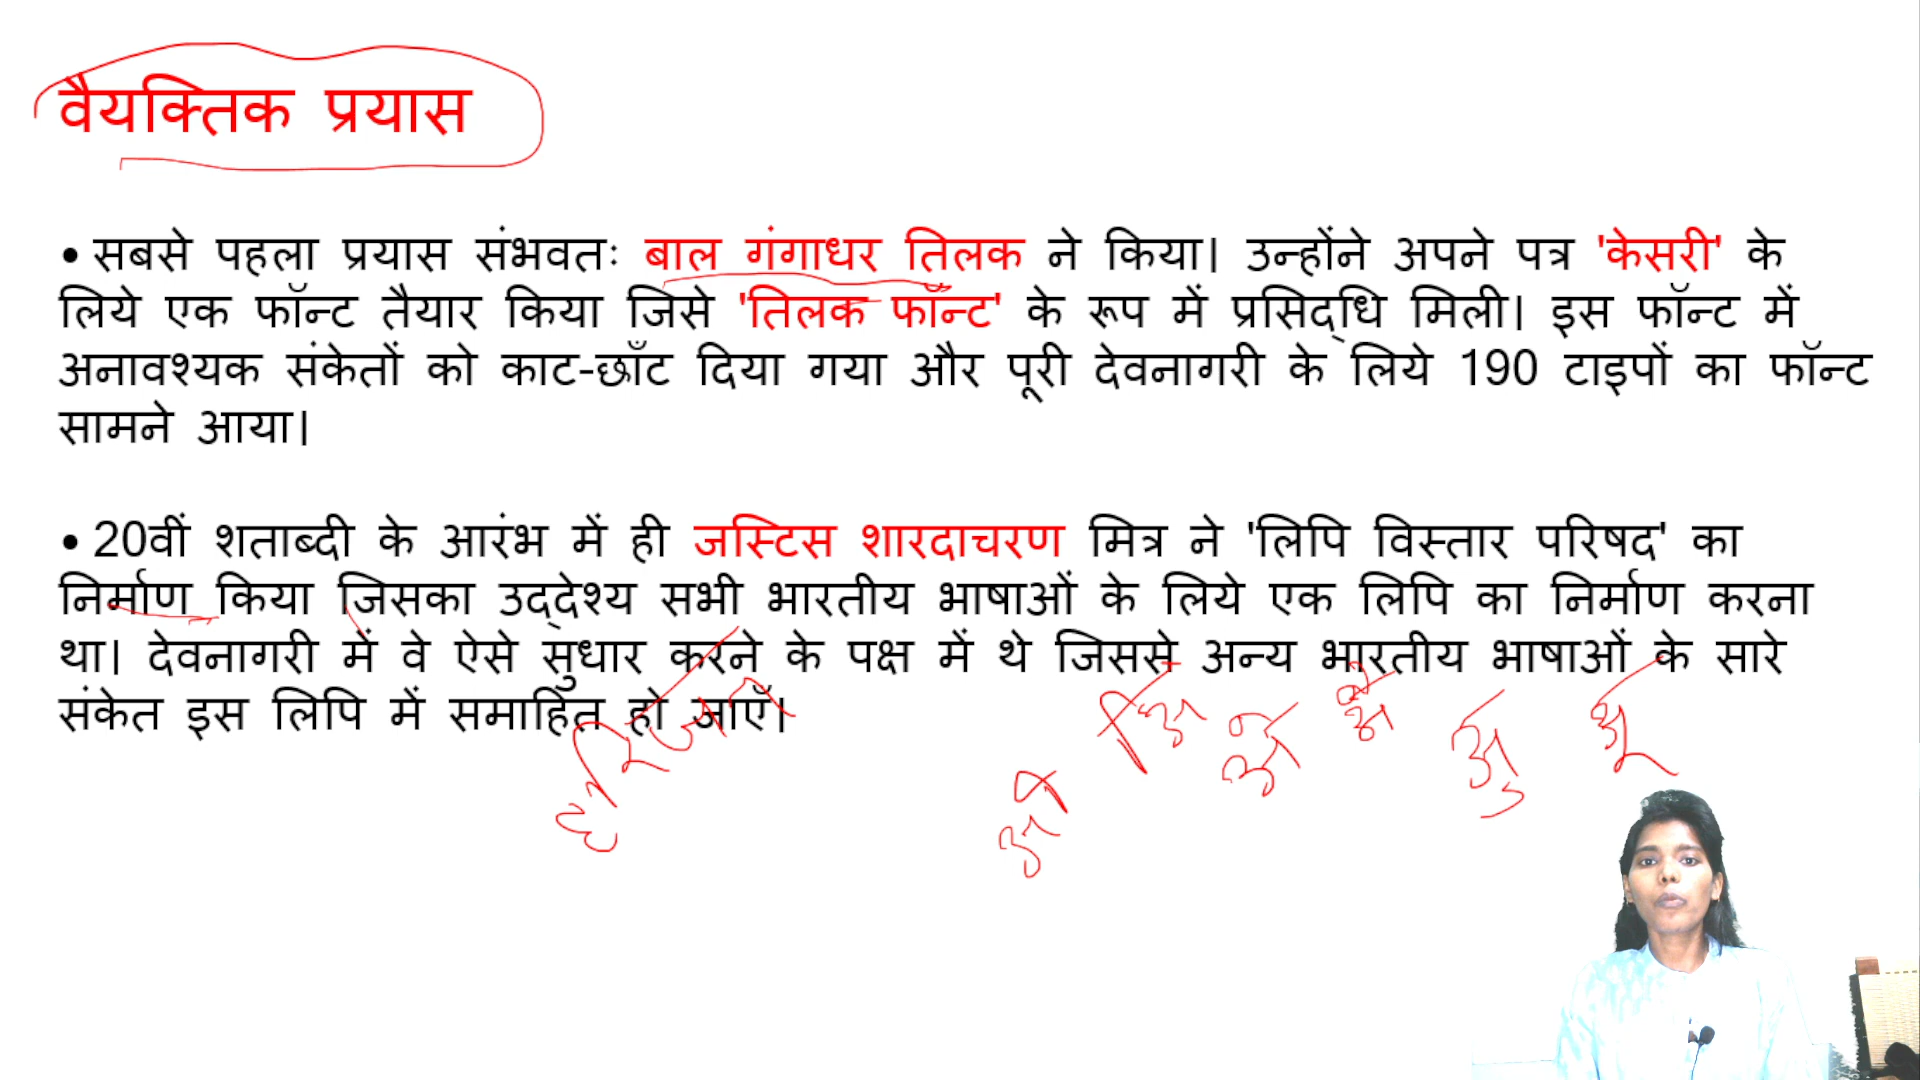 वैयक्तिक प्रयास
• सबसे पहला प्रयास संभवतः बाल गंगाधर तिलक ने किया। उन्होंने अपने पत्र 'केसरी' के
लिये एक फॉन्ट तैयार किया जिसे 'तिलक फॉन्ट' के रूप में प्रसिद्धि मिली। इस फॉन्ट में
अनावश्यक संकेतों को काट-छाँट दिया गया और पूरी देवनागरी के लिये 190 टाइपों का फॉन्ट
सामने आया।
• 20वीं शताब्दी के आरंभ में ही जस्टिस शारदाचरण मित्र ने 'लिपि विस्तार परिषद' का
निर्माण किया जिसका उद्देश्य सभी भारतीय भाषाओं के लिये एक लिपि का निर्माण करना
था। देवनागरी में वे ऐसे सुधार करने के पक्ष में थे जिससे अन्य भारतीय भाषाओं के सारे
संकेत इस लिपि में समाहित हो जाएँ।
हरिजन